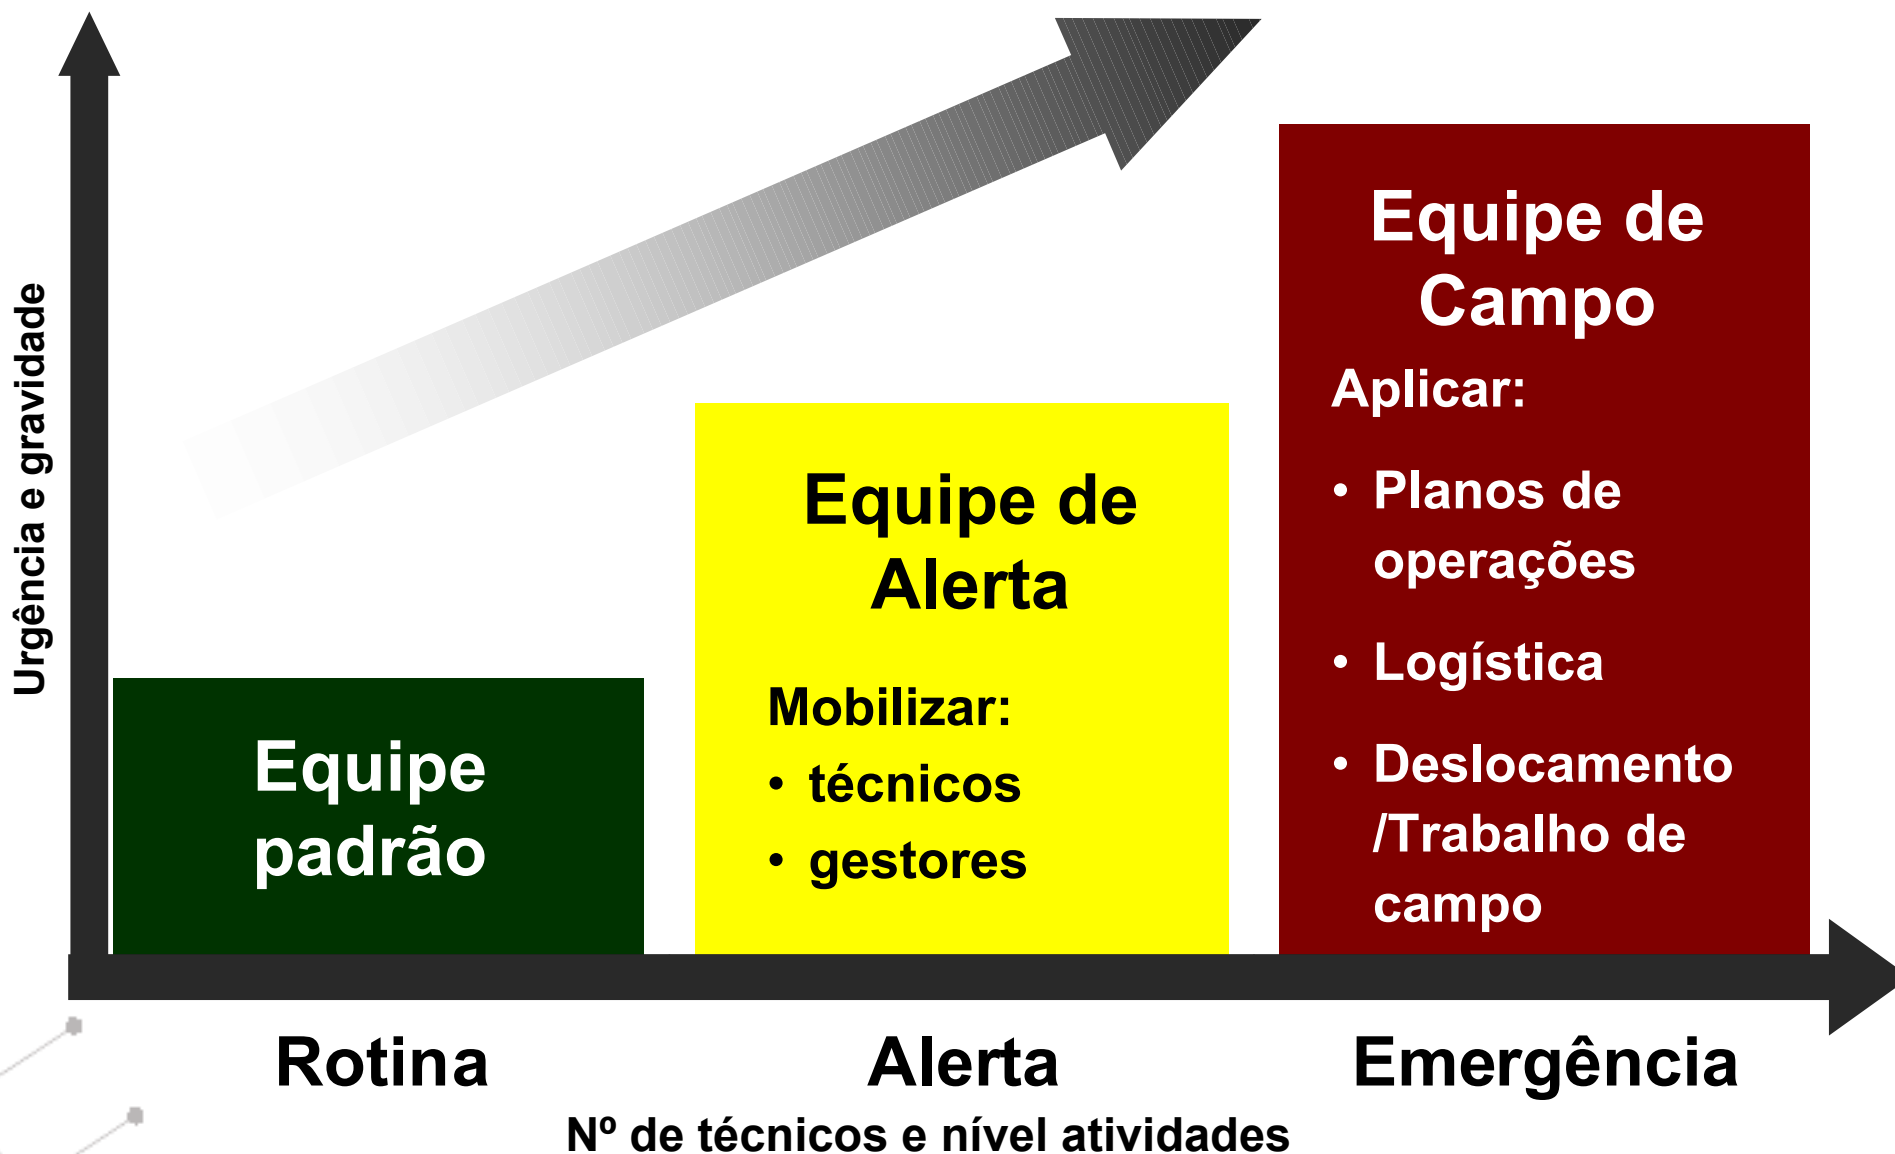 Urgência e gravidade
Equipe
padrão
Equipe de
Alerta
Mobilizar:
• técnicos
• gestores
Equipe de
Campo
Aplicar:
• Planos de
operações
• Logística
• Deslocamento
/Trabalho de
campo
Rotina
Alerta
Emergência
Nº de técnicos e nível atividades